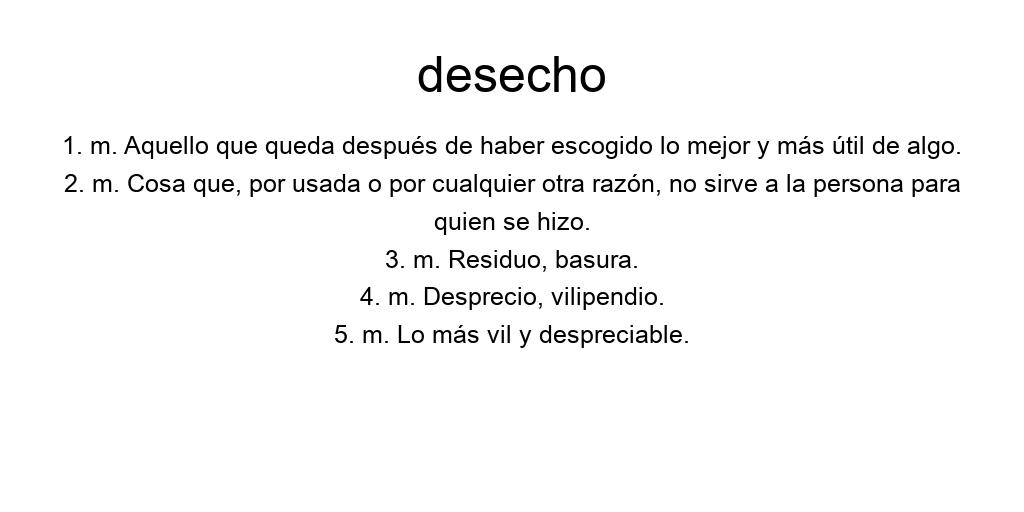 desecho
1. m. Aquello que queda después de haber escogido lo mejor y más útil de algo.
2. m. Cosa que, por usada o por cualquier otra razón, no sirve a la persona para
quien se hizo.
3. m. Residuo, basura.
4. m. Desprecio, vilipendio.
5. m. Lo más vil y despreciable.